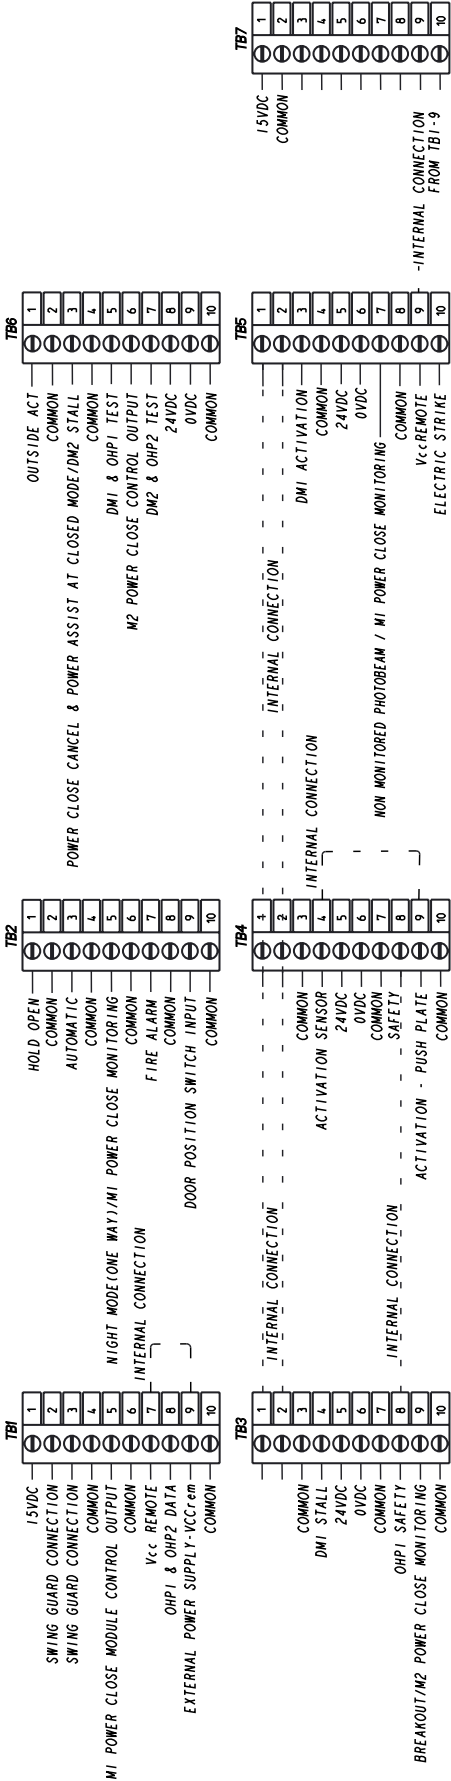 TB1
1 15VDC
2 SWING GUARD CONNECTION
3 SWING GUARD CONNECTION
4 COMMON
5 M1 POWER CLOSE MODULE CONTROL OUTPUT
6 COMMON
7 Vcc REMOTE
8 OHP1 & OHP2 DATA
9 EXTERNAL POWER SUPPLY-VCCrem
10 COMMON
INTERNAL CONNECTION
TB2
1 HOLD OPEN
2 COMMON
3 AUTOMATIC
4 COMMON
5 NIGHT MODE(ONE WAY)/M1 POWER CLOSE MONITORING
6 COMMON
7 FIRE ALARM
8 COMMON
9 DOOR POSITION SWITCH INPUT
10 COMMON
TB6
1 OUTSIDE ACT
2 COMMON
3 POWER CLOSE CANCEL & POWER ASSIST AT CLOSED MODE/DM2 STALL
4 COMMON
5 DM1 & OHP1 TEST
6 M2 POWER CLOSE CONTROL OUTPUT
7 DM2 & OHP2 TEST
8 24VDC
9 0VDC
10 COMMON
TB3
1
2
3 COMMON
4 DM1 STALL
5 24VDC
6 0VDC
7 COMMON
8 OHP1 SAFETY
9 BREAKOUT/M2 POWER CLOSE MONITORING
10 COMMON
INTERNAL CONNECTION
INTERNAL CONNECTION
TB4
1
2
3 COMMON
4 ACTIVATION SENSOR
5 24VDC
6 0VDC
7 COMMON
8 SAFETY
9 ACTIVATION - PUSH PLATE
10 COMMON
INTERNAL CONNECTION
INTERNAL CONNECTION
TB5
1
2
3 DM1 ACTIVATION
4 COMMON
5 24VDC
6 0VDC
7 NON MONITORED PHOTOBEAM / M1 POWER CLOSE MONITORING
8 COMMON
9 VccREMOTE
10 ELECTRIC STRIKE
-INTERNAL CONNECTION
FROM TB1-9
TB7
1 15VDC
2 COMMON
3
4
5
6
7
8
9
10